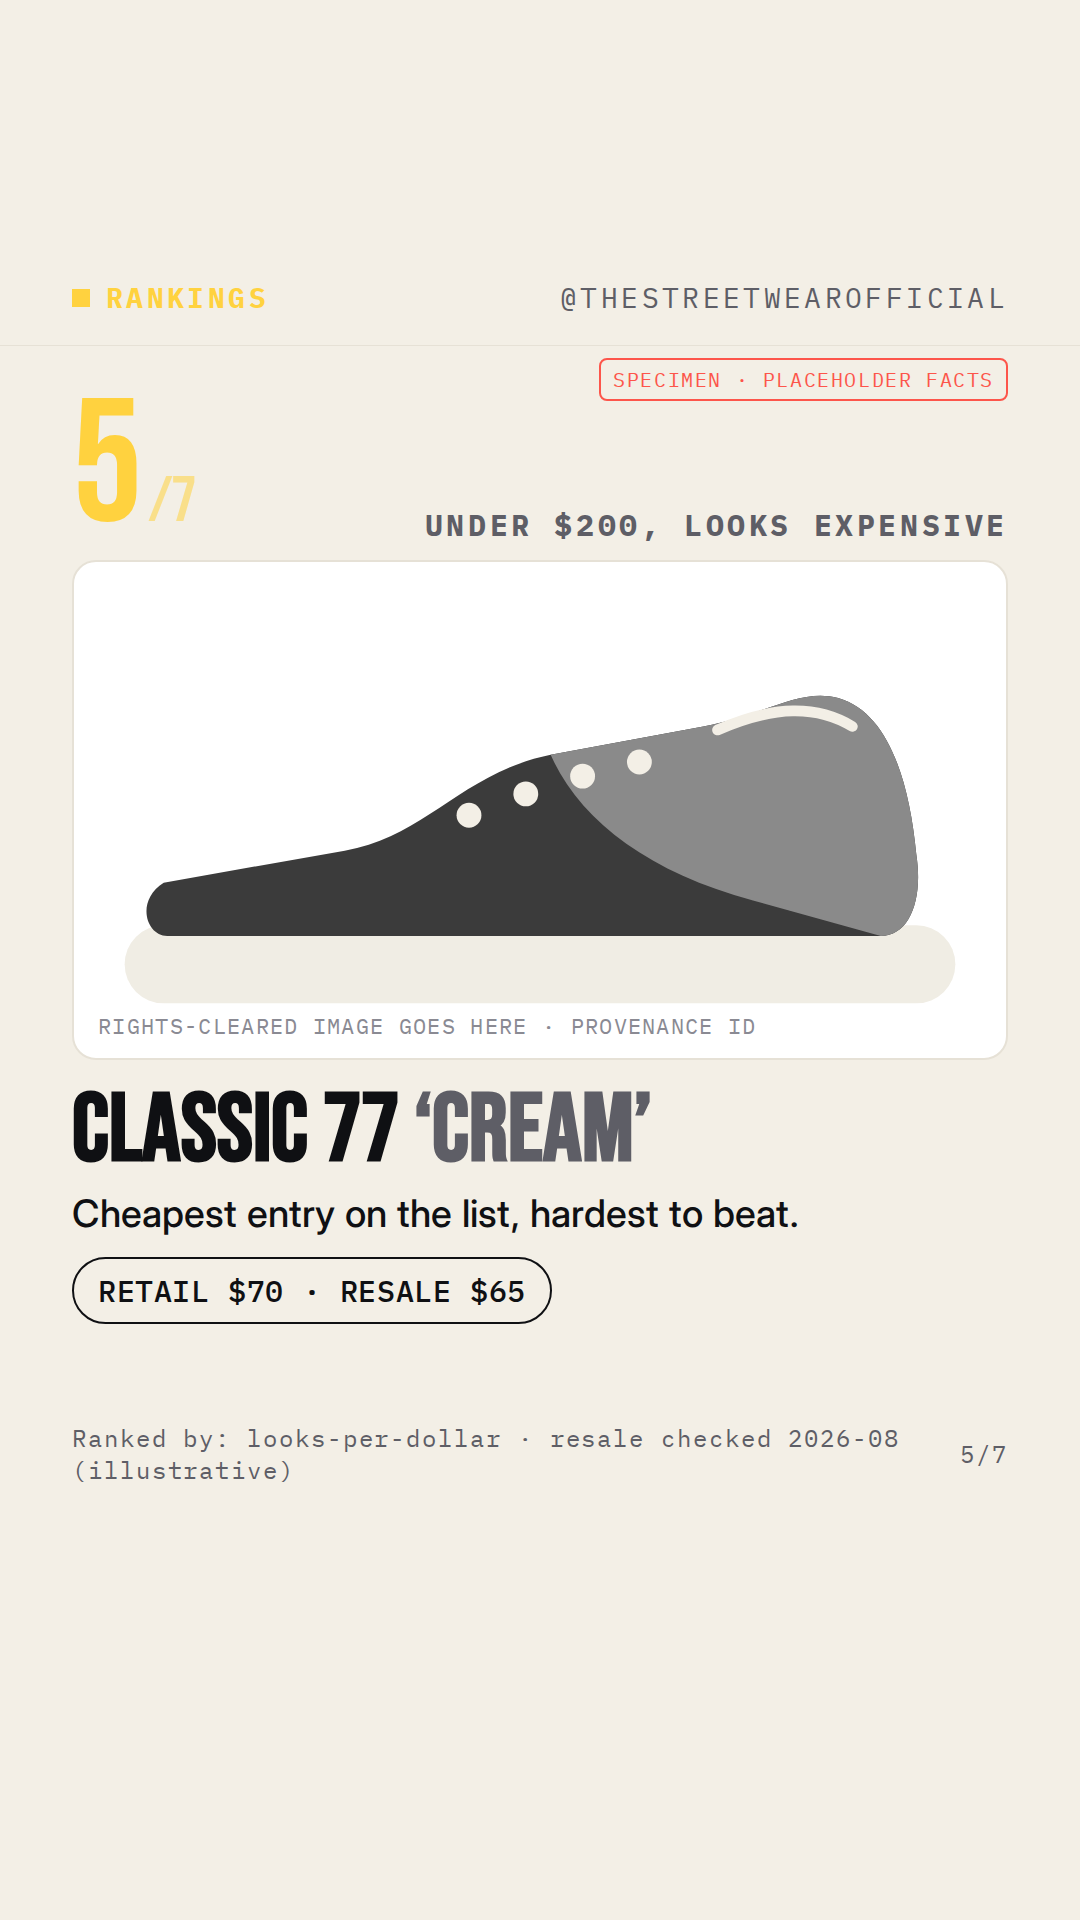 RANKINGS
@THESTREETWEAROFFICIAL
SPECIMEN · PLACEHOLDER FACTS
5/7
UNDER $200, LOOKS EXPENSIVE
RIGHTS-CLEARED IMAGE GOES HERE · PROVENANCE ID
CLASSIC 77 ‘CREAM’
Cheapest entry on the list, hardest to beat.
RETAIL $70 · RESALE $65
Ranked by: looks-per-dollar · resale checked 2026-08
(illustrative)
5/7